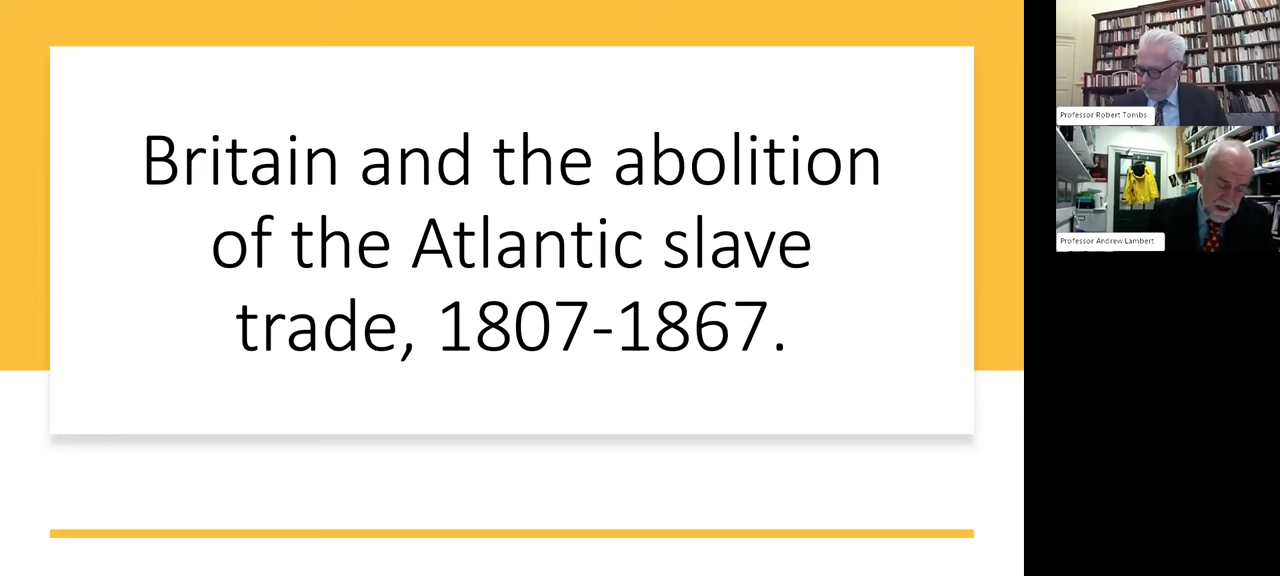 Britain and the abolition
of the Atlantic slave
trade, 1807-1867.
Professor Robert Tombs
Professor Andrew Lambert